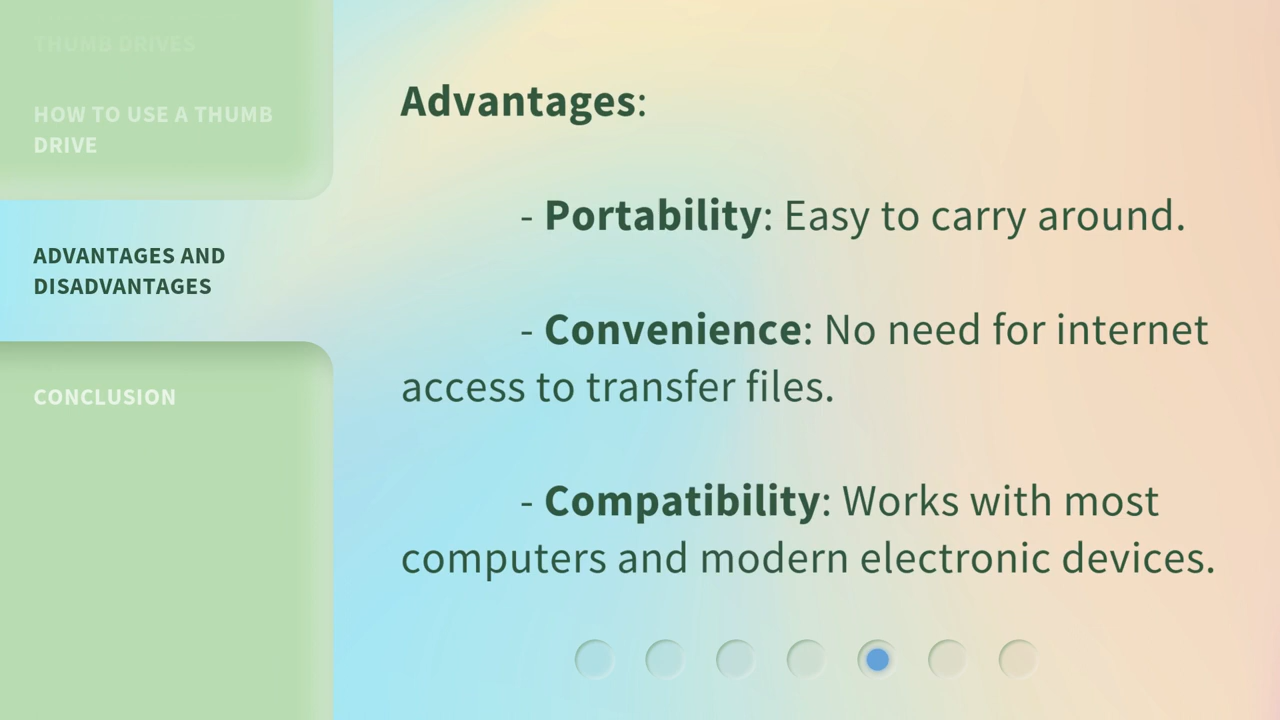 THUMB DRIVES
HOW TO USE A THUMB
DRIVE
ADVANTAGES AND
DISADVANTAGES
CONCLUSION
Advantages:
- Portability: Easy to carry around.
- Convenience: No need for internet
access to transfer files.
- Compatibility: Works with most
computers and modern electronic devices.